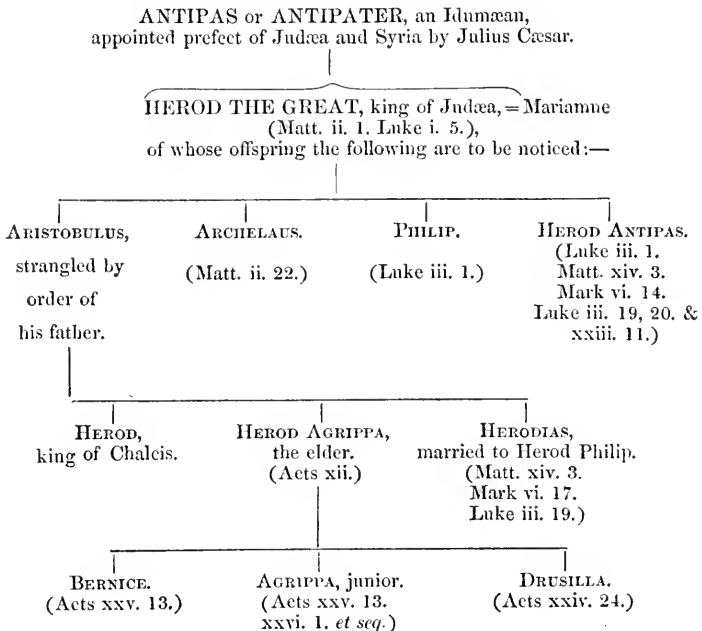 ANTIPAS or ANTIPATER, an Idumæan,
appointed prefect of Judæa and Syria by Julius Cæsar.
HEROD THE GREAT, king of Judæa, = Mariamne
(Matt. ii. 1. Luke i. 5.),
of whose offspring the following are to be noticed:—
ARISTOBULUS,
strangled by
order of
his father.
ARCHELAUS.
(Matt. ii. 22.)
PHILIP.
(Luke iii. 1.)
HEROD ANTIPAS.
(Luke iii. 1.
Matt. xiv. 3.
Mark vi. 14.
Luke iii. 19, 20. &
xxiii. 11.)
HEROD,
king of Chalcis.
HEROD AGRIPPA,
the elder.
(Acts xii.)
HERODIAS,
married to Herod Philip.
(Matt. xiv. 3.
Mark vi. 17.
Luke iii. 19.)
BERNICE.
(Acts xxv. 13.)
AGRIPPA, junior.
(Acts xxv. 13.
xxvi. 1. et seq.)
DRUSILLA.
(Acts xxiv. 24.)